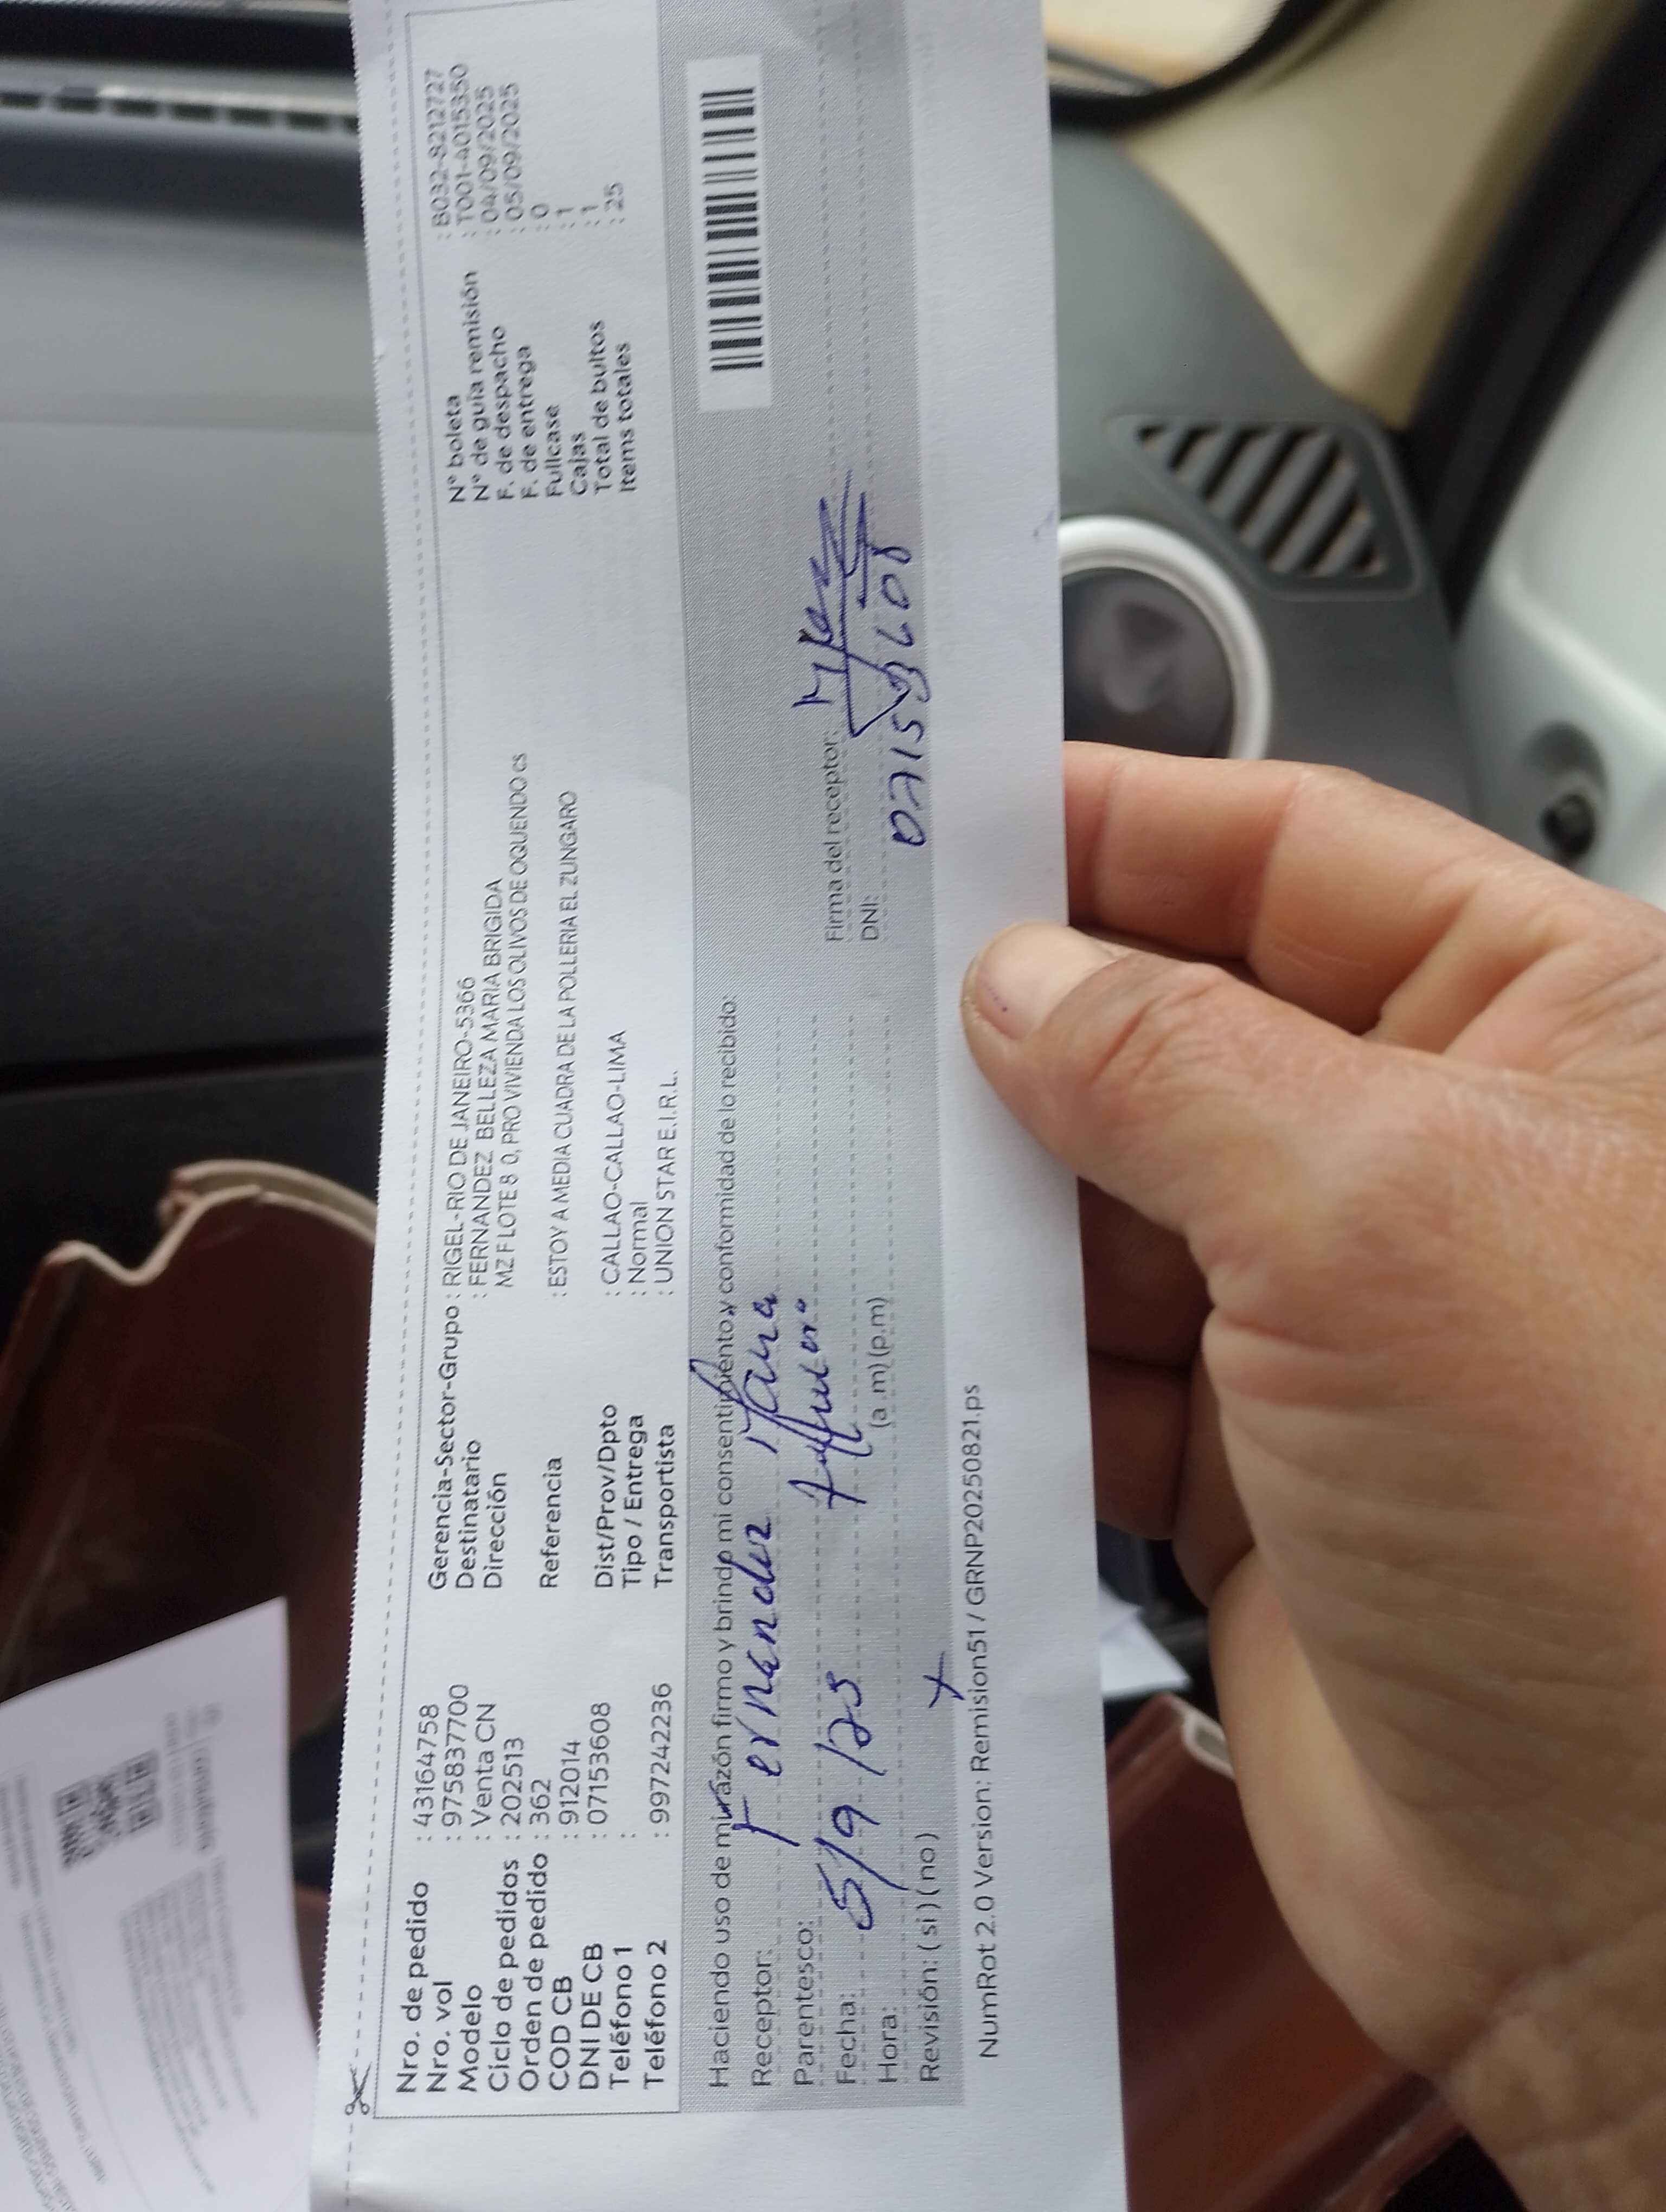 Nro. de pedido : 43164758
Nro. vol : 975837700
Modelo : Venta CN
Ciclo de pedidos : 202513
Orden de pedido : 362
COD CB : 912014
DNI DE CB : 07153608
Teléfono 1 :
Teléfono 2 : 997242236
Gerencia-Sector-Grupo : RIGEL-RIO DE JANEIRO-5366
Destinatario : FERNANDEZ BELLEZA MARIA BRIGIDA
Dirección MZ F LOTE 8 0, PRO VIVIENDA LOS OLIVOS DE OQUENDO cs
Referencia : ESTOY A MEDIA CUADRA DE LA POLLERIA EL ZUNGARO
Dist/Prov/Dpto : CALLAO-CALLAO-LIMA
Tipo / Entrega : Normal
Transportista : UNION STAR E.I.R.L.
N° boleta : B032-8212727
N° de guía remisión : T001-4015350
F. de despacho : 04/09/2025
F. de entrega : 05/09/2025
Fullcase : 0
Cajas : 1
Total de bultos : 1
Items totales : 25
Haciendo uso de mi razón firmo y brindo mi consentimiento y conformidad de lo recibido:
Receptor: Fernandez Maria
Parentesco:
Fecha: 5/9/25
Hora: (a .m) (p.m)
Revisión: (si) (no) x
Firma del receptor:
DNI: 07153608
NumRot 2.0 Version: Remision51 / GRNP20250821.ps